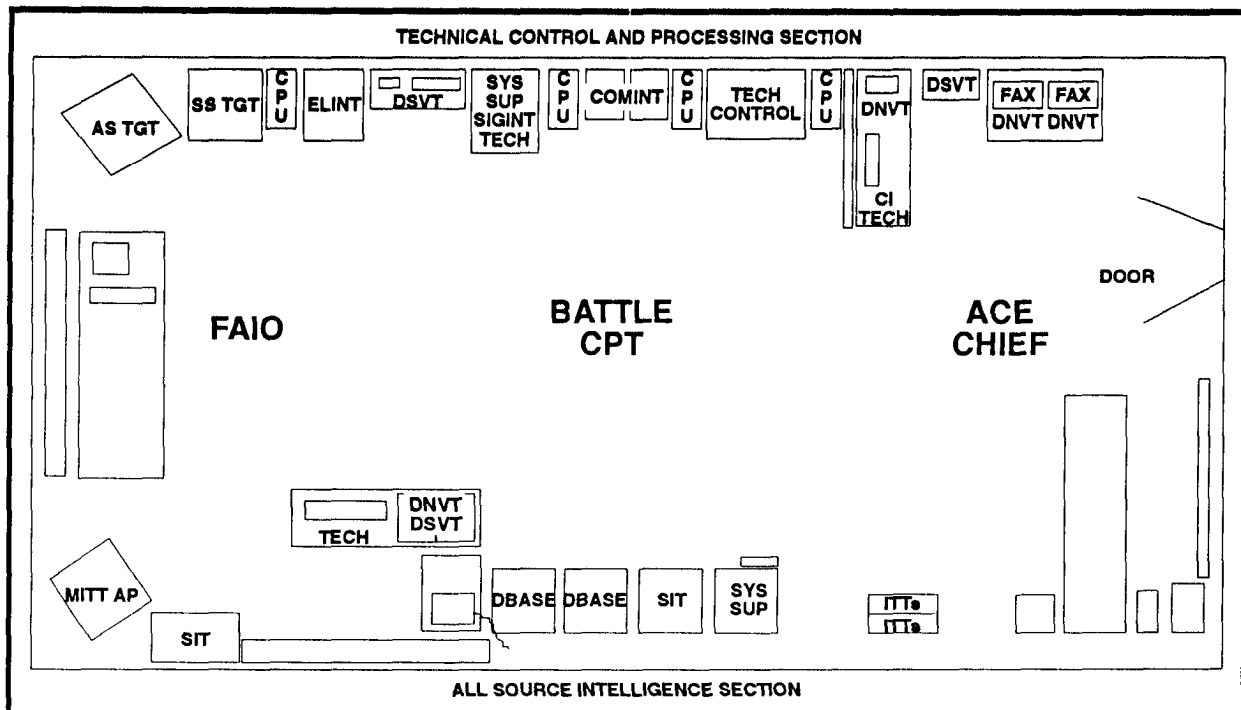 TECHNICAL CONTROL AND PROCESSING SECTION
AS TGT
SS TGT
C
P
U
ELINT
DSVT
SYS
SUP
SIGINT
TECH
C
P
U
COMINT
C
P
U
TECH
CONTROL
C
P
U
DNVT
CI
TECH
DSVT
FAX FAX
DNVT DNVT
DOOR
FAIO
BATTLE
CPT
ACE
CHIEF
TECH
DNVT
DSVT
MITT AP
SIT
DBASE
DBASE
SIT
SYS
SUP
ITTs
ITTs
ALL SOURCE INTELLIGENCE SECTION